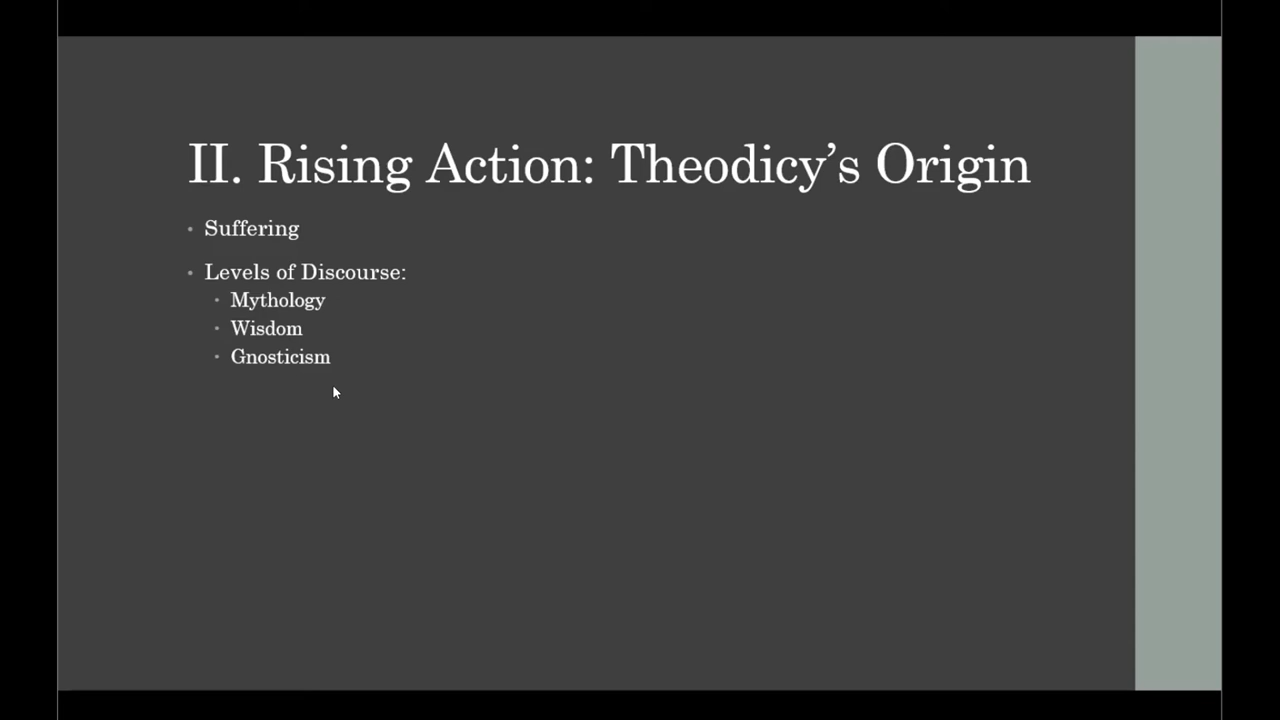 II. Rising Action: Theodicy’s Origin
• Suffering
• Levels of Discourse:
• Mythology
• Wisdom
• Gnosticism